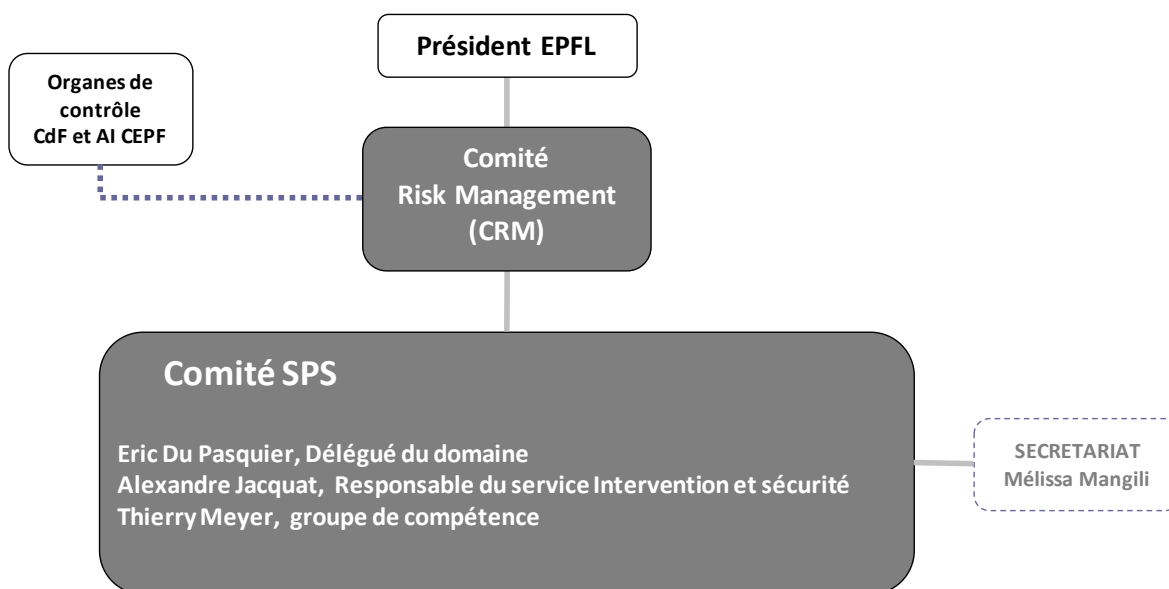 Président EPFL
Organes de
contrôle
CdF et AI CEPF
Comité
Risk Management
(CRM)
Comité SPS
Eric Du Pasquier, Délégué du domaine
Alexandre Jacquat, Responsable du service Intervention et sécurité
Thierry Meyer, groupe de compétence
SECRETARIAT
Mélissa Mangili